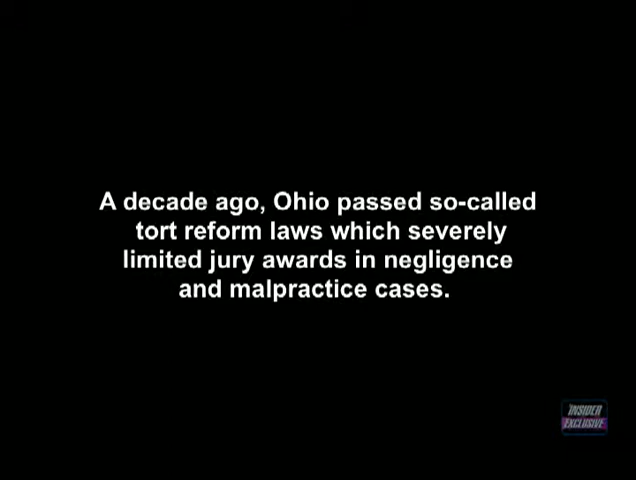 A decade ago, Ohio passed so-called
tort reform laws which severely
limited jury awards in negligence
and malpractice cases.
INSIDER
EXCLUSIVE